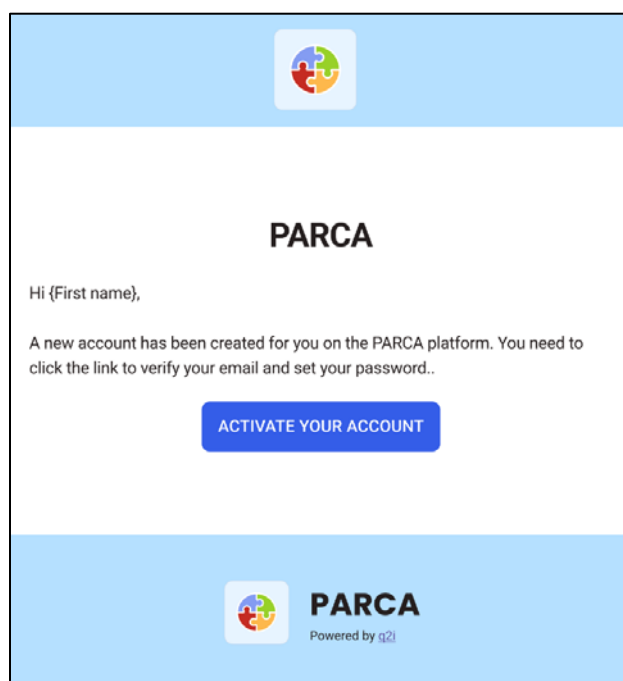 PARCA
Hi {First name},
A new account has been created for you on the PARCA platform. You need to
click the link to verify your email and set your password..
ACTIVATE YOUR ACCOUNT
PARCA
Powered by q2i